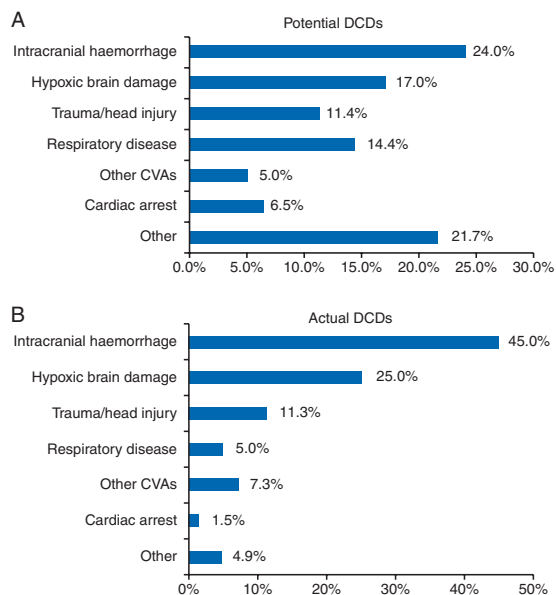 A
Potential DCDs
Intracranial haemorrhage 24.0%
Hypoxic brain damage 17.0%
Trauma/head injury 11.4%
Respiratory disease 14.4%
Other CVAs 5.0%
Cardiac arrest 6.5%
Other 21.7%
0.0% 5.0% 10.0% 15.0% 20.0% 25.0% 30.0%
B
Actual DCDs
Intracranial haemorrhage 45.0%
Hypoxic brain damage 25.0%
Trauma/head injury 11.3%
Respiratory disease 5.0%
Other CVAs 7.3%
Cardiac arrest 1.5%
Other 4.9%
0% 10% 20% 30% 40% 50%